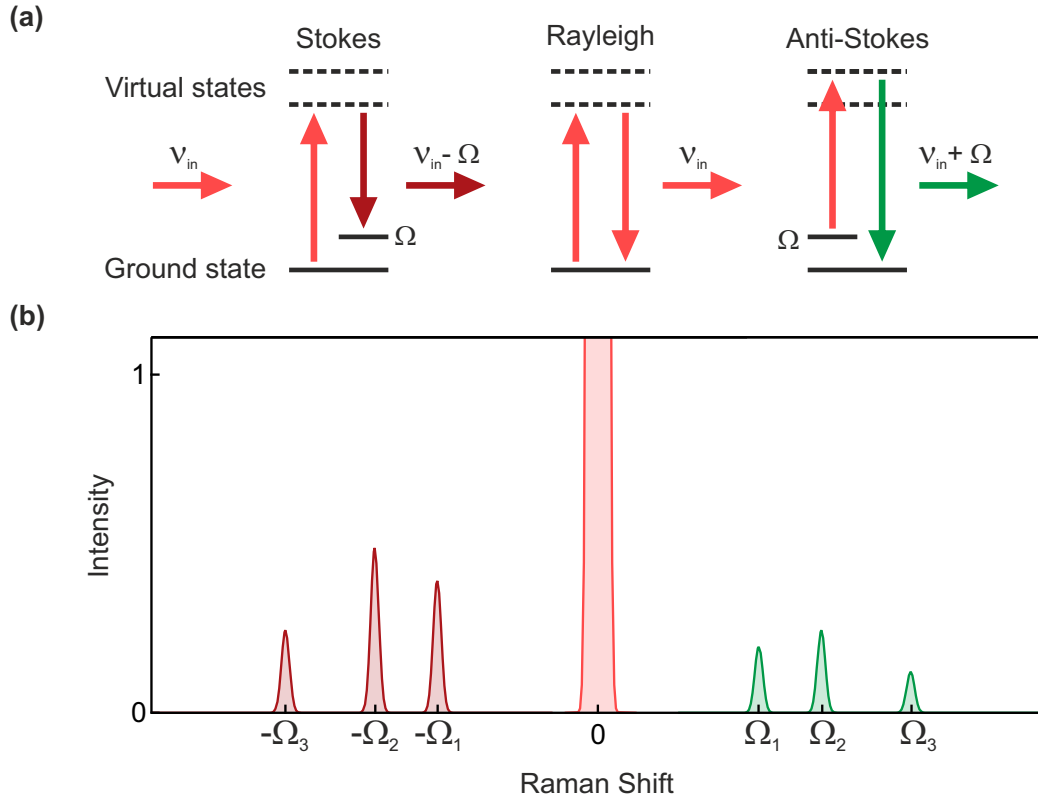 (a)
Stokes
Rayleigh
Anti-Stokes
Virtual states
νin
νin- Ω
νin
νin+ Ω
Ω
Ω
Ground state
(b)
1
Intensity
0
-Ω3
-Ω2
-Ω1
0
Ω1
Ω2
Ω3
Raman Shift